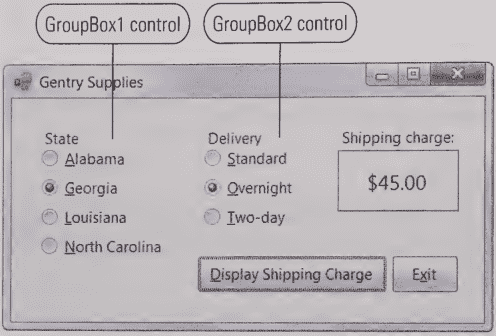 GroupBox1 control
GroupBox2 control
Gentry Supplies
State
Alabama
Georgia
Louisiana
North Carolina
Delivery
Standard
Overnight
Two-day
Shipping charge:
$45.00
Display Shipping Charge
Exit